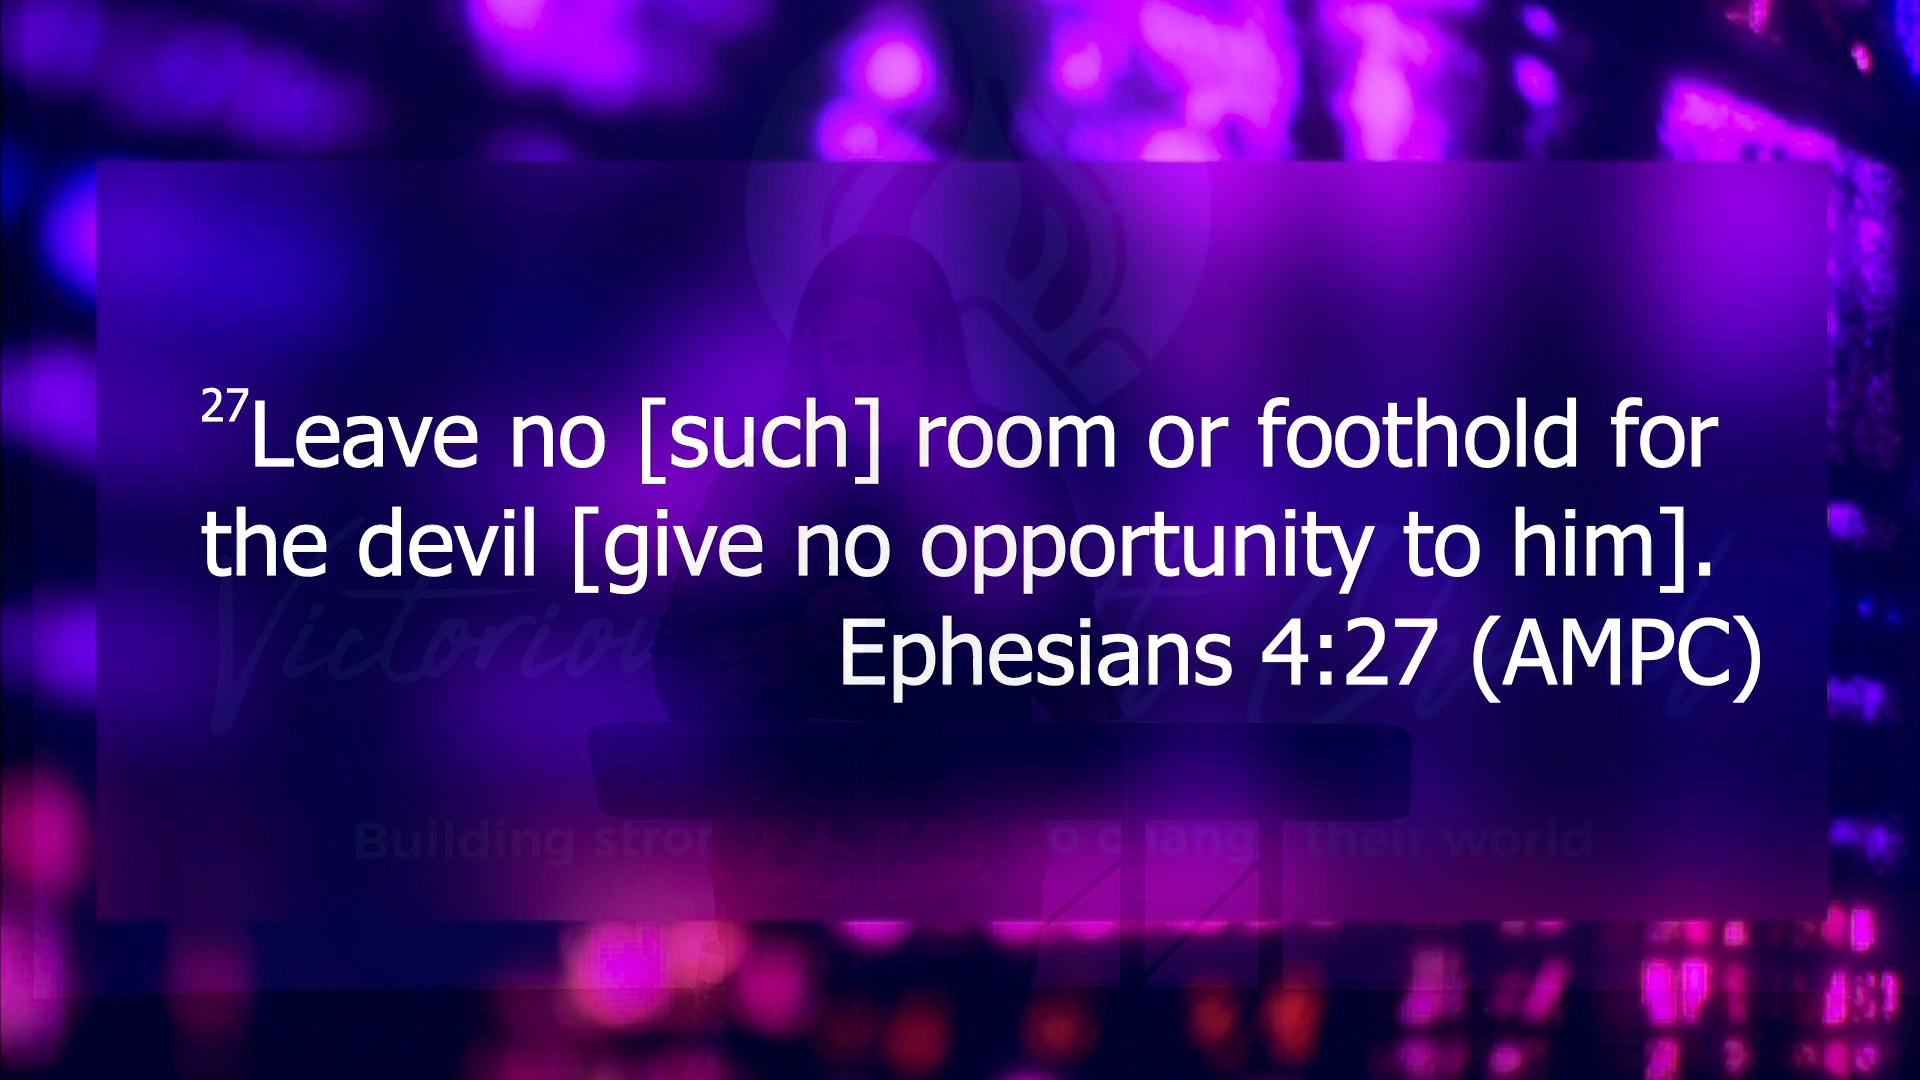 27Leave no [such] room or foothold for
the devil [give no opportunity to him].
Ephesians 4:27 (AMPC)
Victorious
Building their world